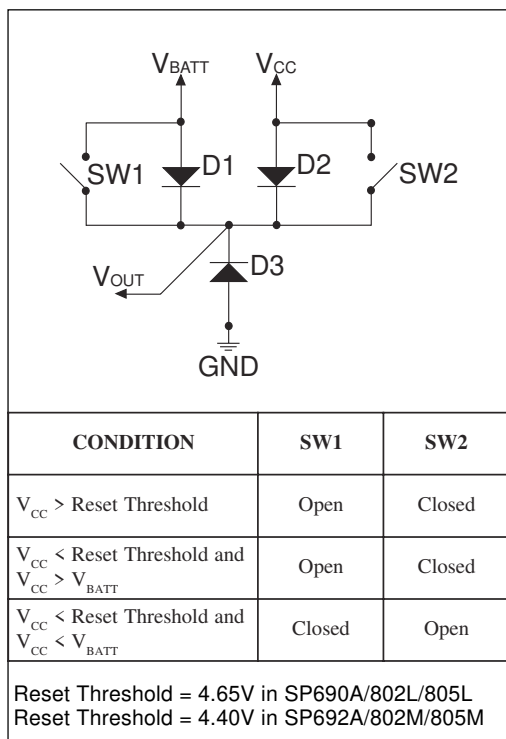 VBATT VCC
SW1 D1 D2 SW2
VOUT D3
GND
CONDITION SW1 SW2
VCC > Reset Threshold Open Closed
VCC < Reset Threshold and
VCC > VBATT Open Closed
VCC < Reset Threshold and
VCC < VBATT Closed Open
Reset Threshold = 4.65V in SP690A/802L/805L
Reset Threshold = 4.40V in SP692A/802M/805M